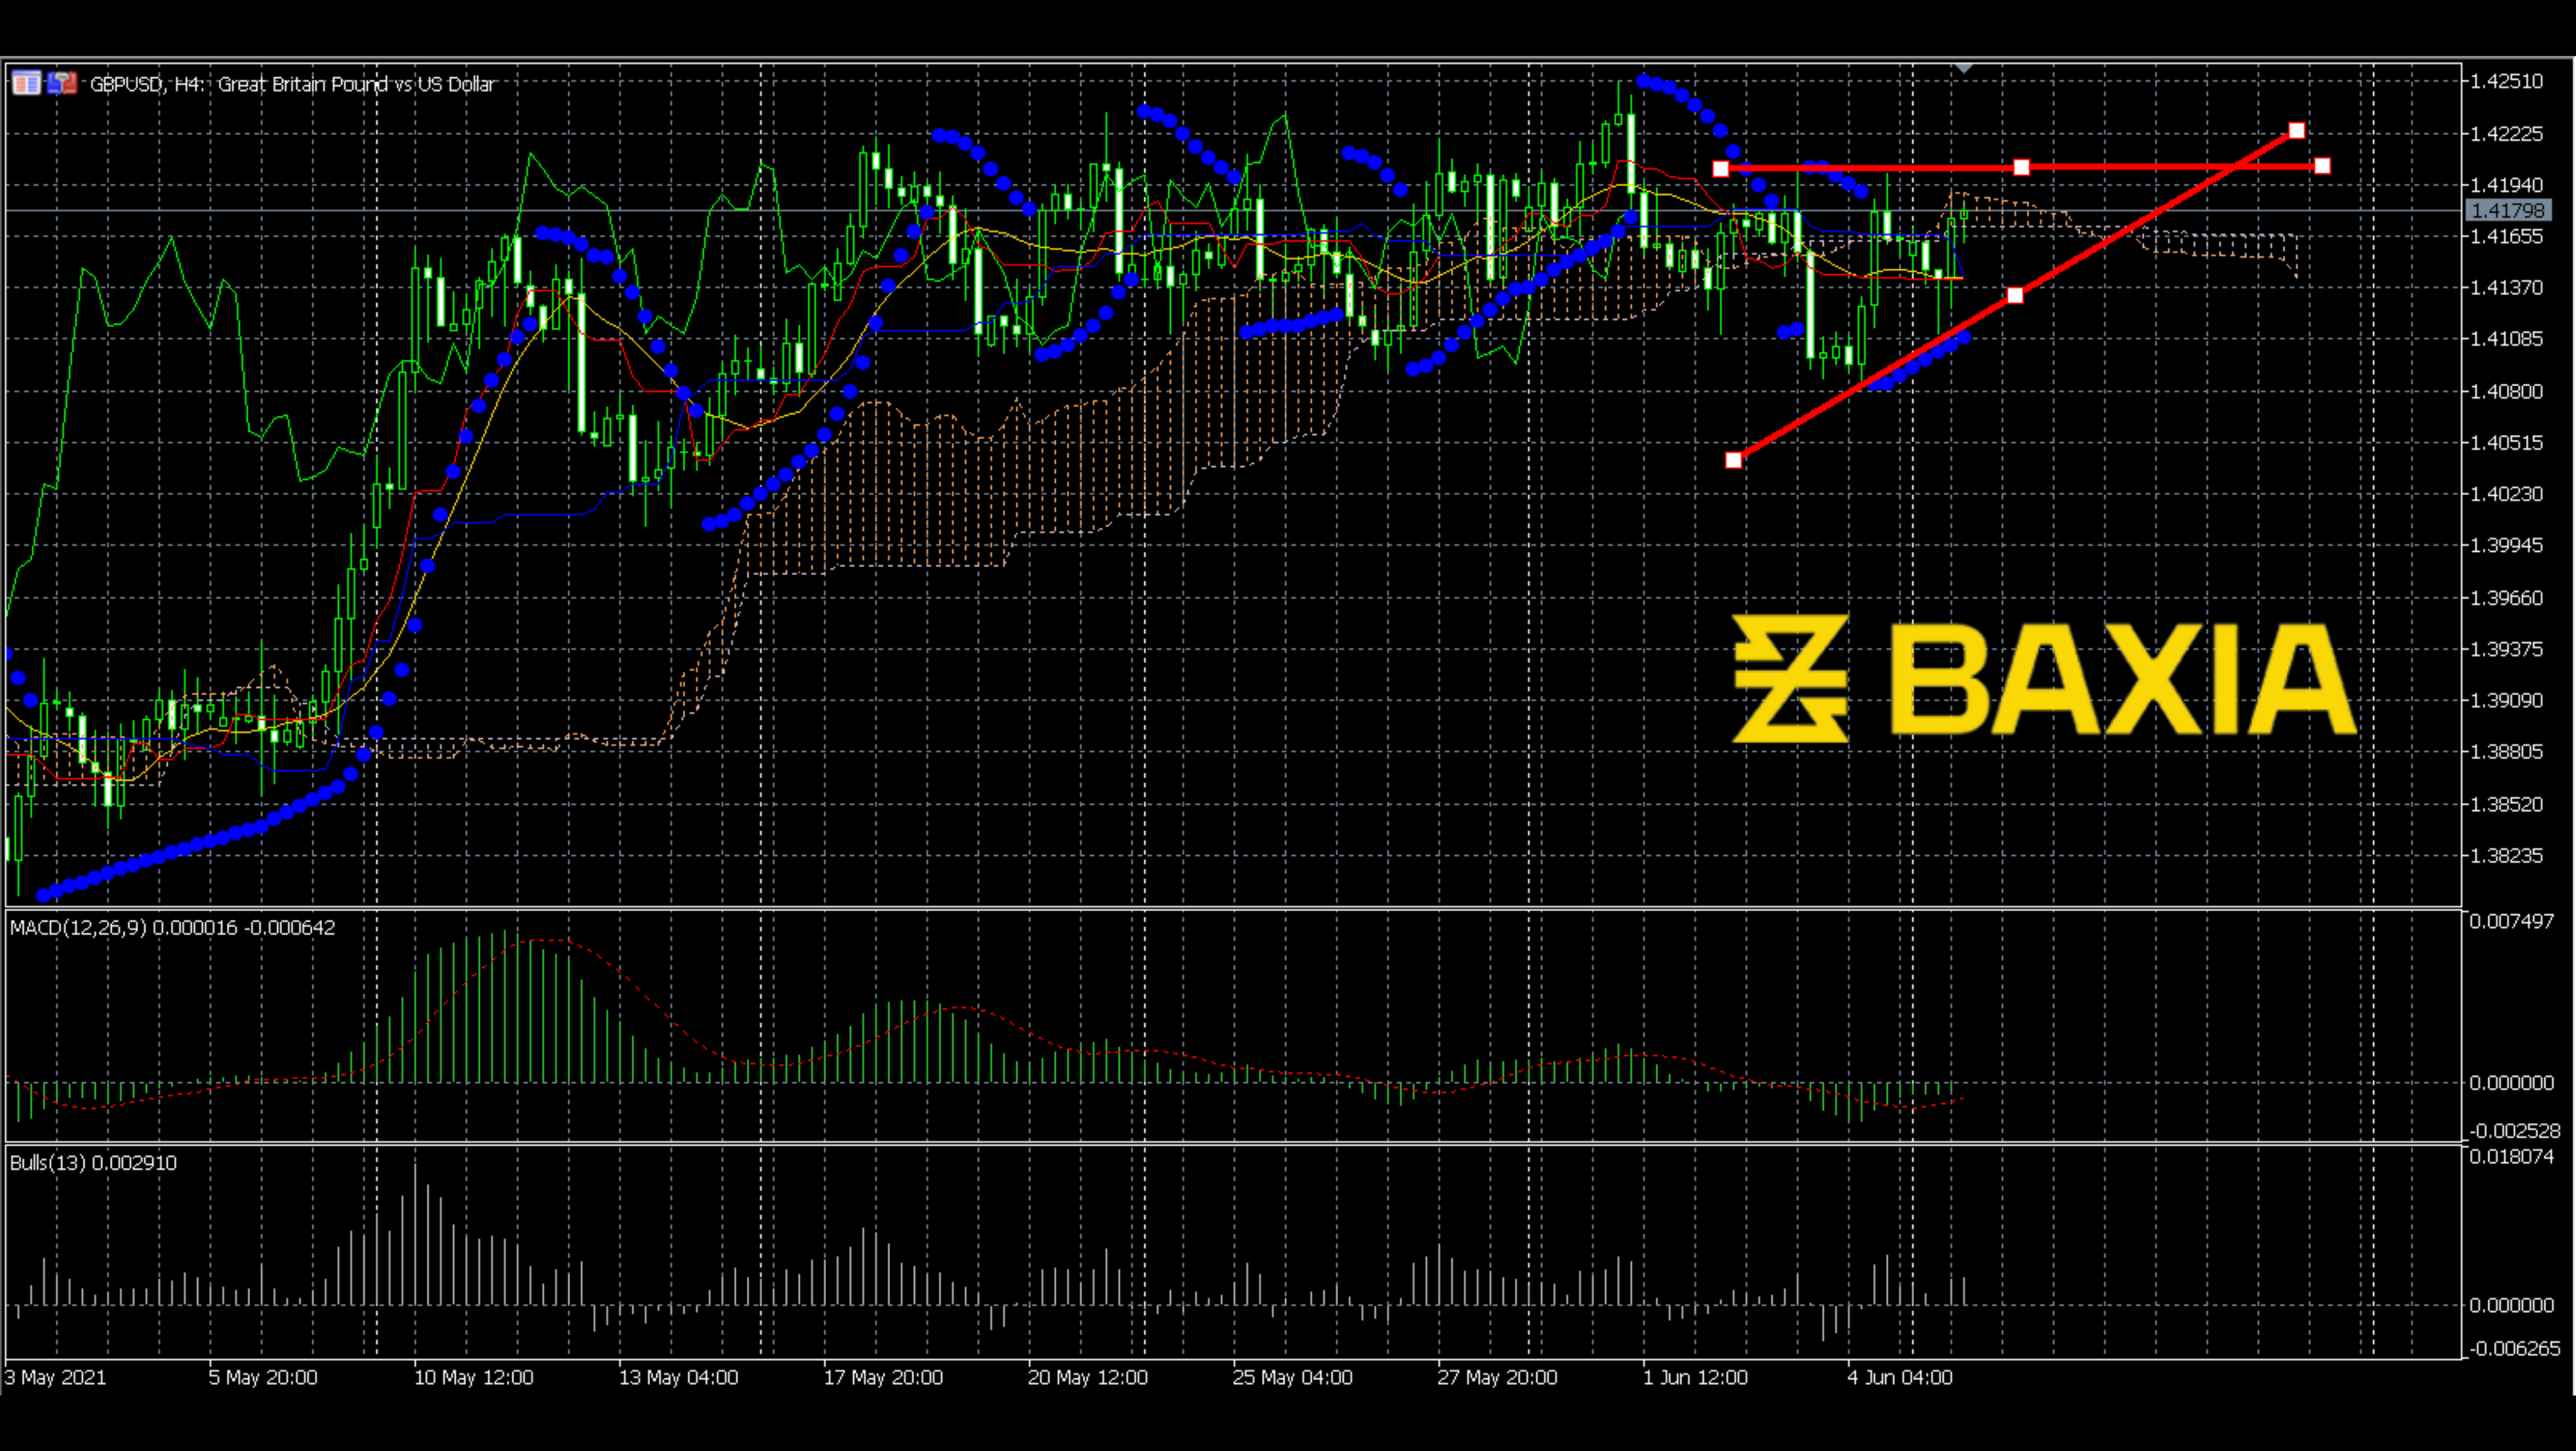 GBPUSD, H4: Great Britain Pound vs US Dollar
1.42510
1.42225
1.41940
1.41798
1.41655
1.41370
1.41085
1.40800
1.40515
1.40230
1.39945
1.39660
1.39375
1.39090
1.38805
1.38520
1.38235
BAXIA
MACD(12,26,9) 0.000016 -0.000642
0.007497
0.000000
-0.002528
Bulls(13) 0.002910
0.018074
0.000000
-0.006265
3 May 2021
5 May 20:00
10 May 12:00
13 May 04:00
17 May 20:00
20 May 12:00
25 May 04:00
27 May 20:00
1 Jun 12:00
4 Jun 04:00